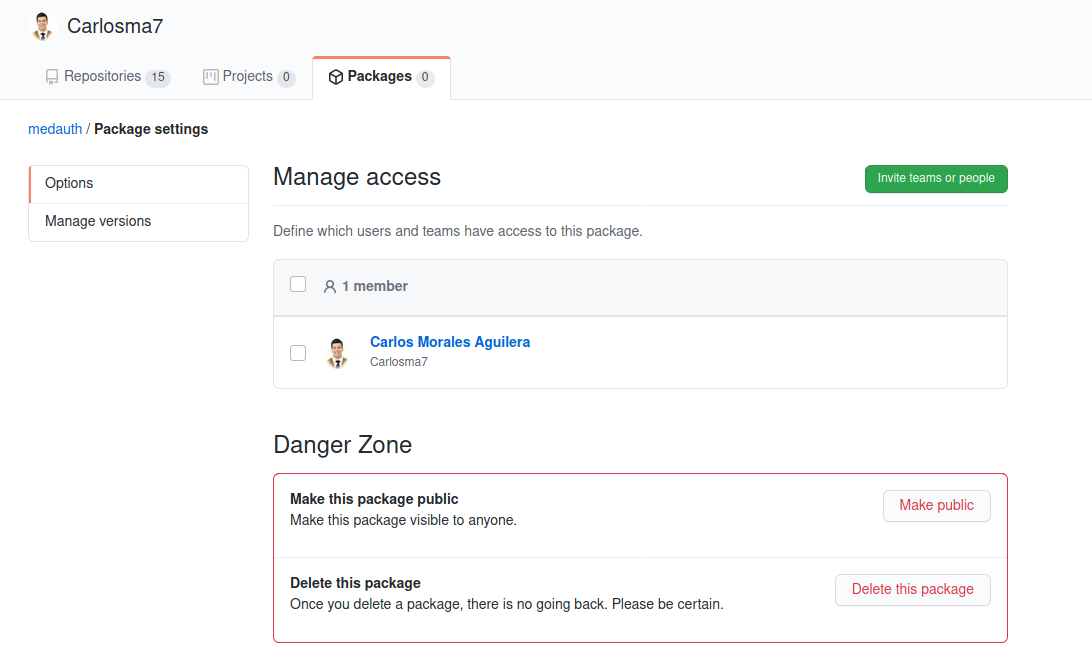 Carlosma7
Repositories 15 Projects 0 Packages 0
medauth / Package settings
Options
Manage versions
Manage access
Invite teams or people
Define which users and teams have access to this package.
1 member
Carlos Morales Aguilera
Carlosma7
Danger Zone
Make this package public
Make this package visible to anyone.
Make public
Delete this package
Once you delete a package, there is no going back. Please be certain.
Delete this package